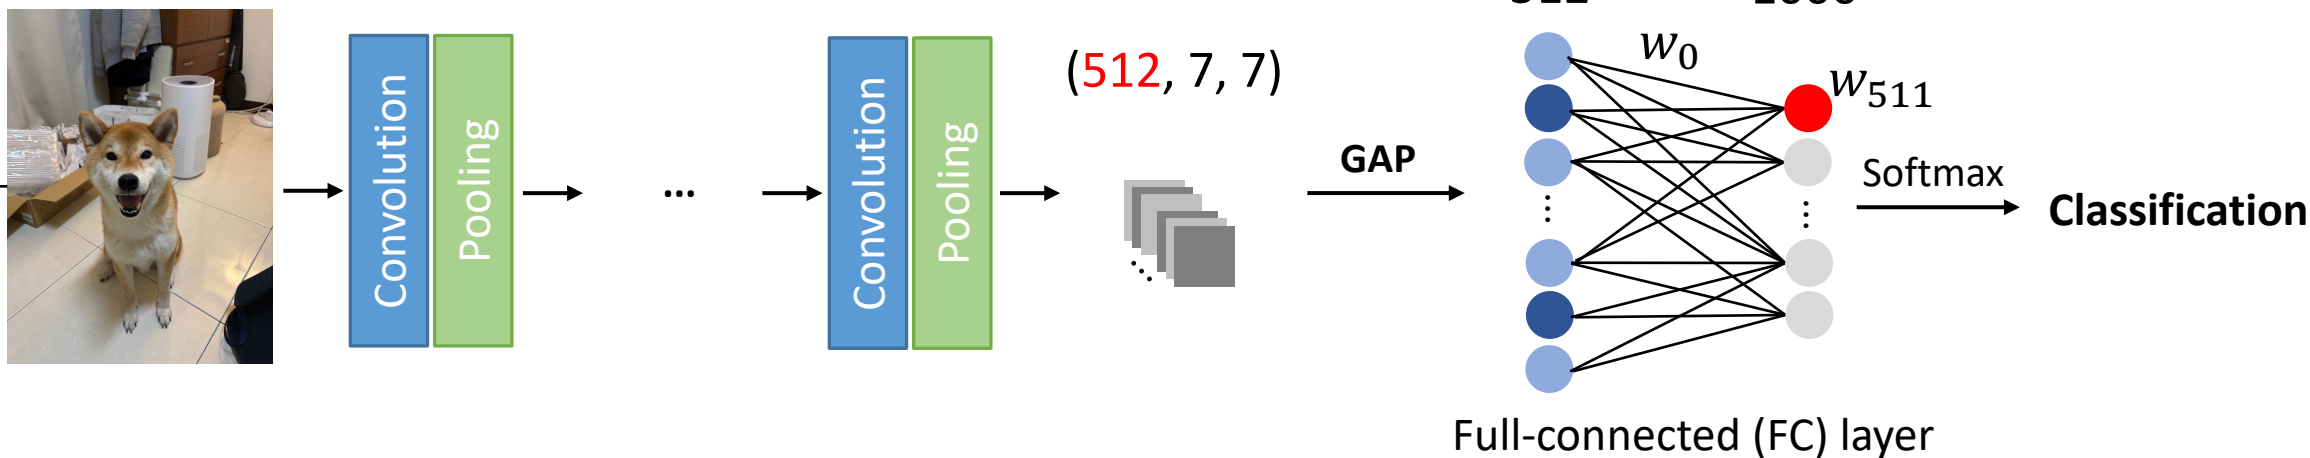 Convolution
Pooling
...
Convolution
Pooling
(512, 7, 7)
GAP
w₀
w₅₁₁
Softmax
Classification
Full-connected (FC) layer